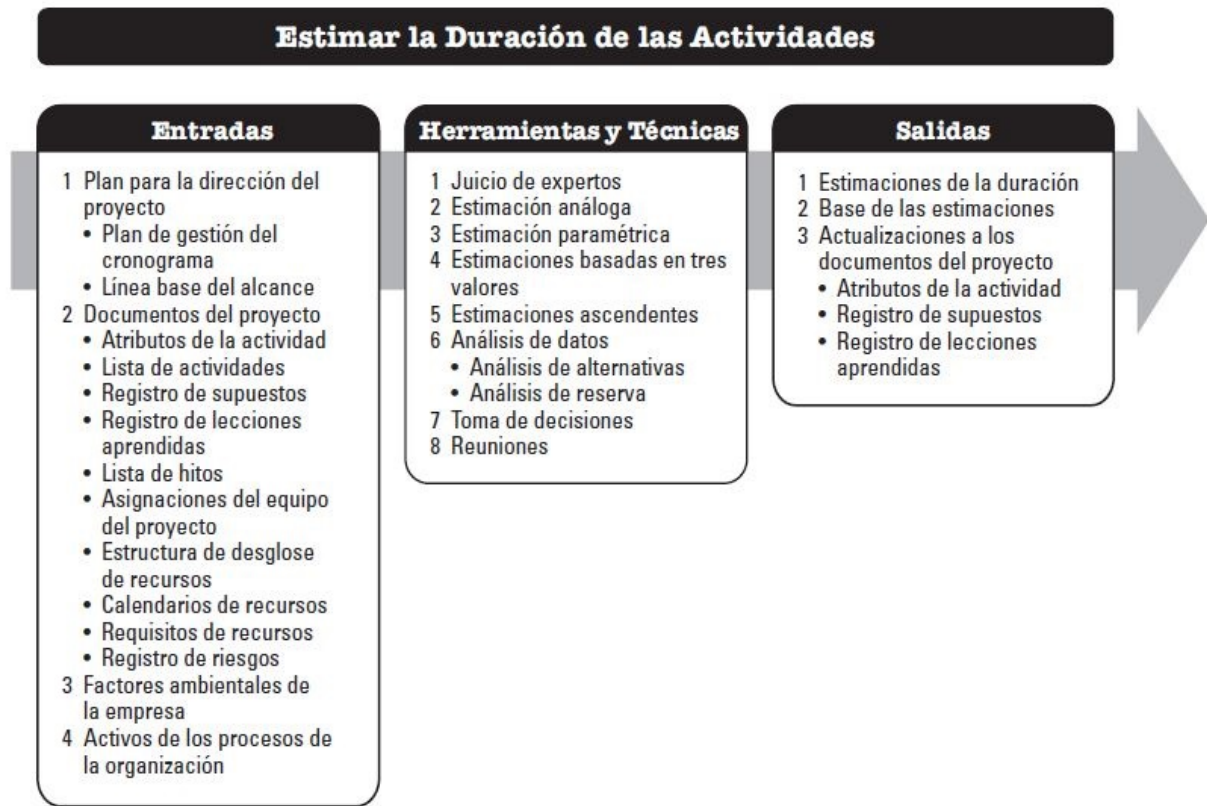 Estimar la Duración de las Actividades
Entradas
1 Plan para la dirección del
proyecto
• Plan de gestión del
cronograma
• Línea base del alcance
2 Documentos del proyecto
• Atributos de la actividad
• Lista de actividades
• Registro de supuestos
• Registro de lecciones
aprendidas
• Lista de hitos
• Asignaciones del equipo
del proyecto
• Estructura de desglose
de recursos
• Calendarios de recursos
• Requisitos de recursos
• Registro de riesgos
3 Factores ambientales de
la empresa
4 Activos de los procesos de
la organización
Herramientas y Técnicas
1 Juicio de expertos
2 Estimación análoga
3 Estimación paramétrica
4 Estimaciones basadas en tres
valores
5 Estimaciones ascendentes
6 Análisis de datos
• Análisis de alternativas
• Análisis de reserva
7 Toma de decisiones
8 Reuniones
Salidas
1 Estimaciones de la duración
2 Base de las estimaciones
3 Actualizaciones a los
documentos del proyecto
• Atributos de la actividad
• Registro de supuestos
• Registro de lecciones
aprendidas